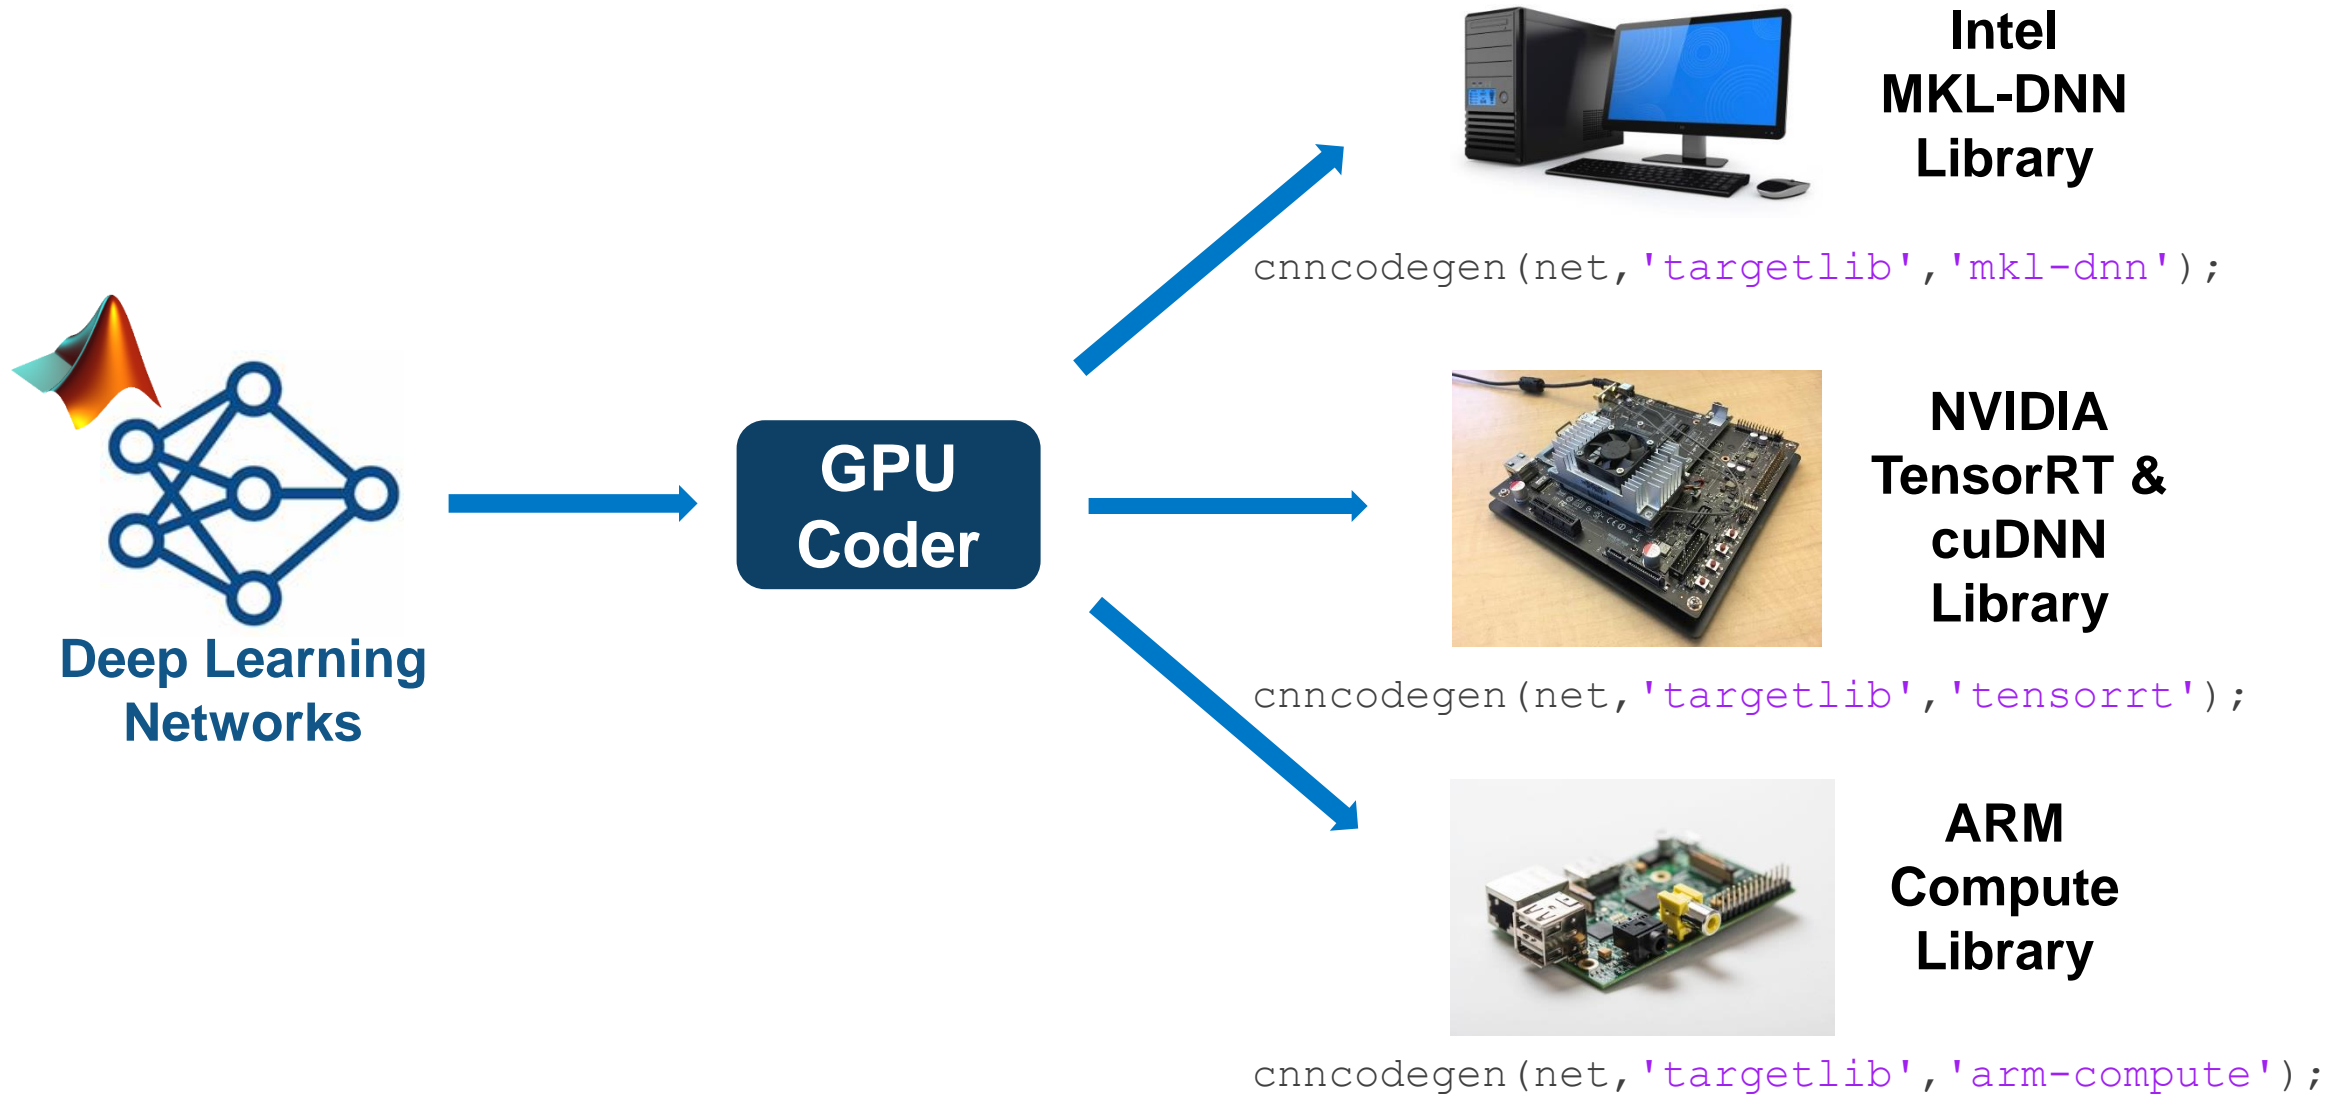 Deep Learning
Networks
GPU
Coder
Intel
MKL-DNN
Library
cnncodegen(net,'targetlib','mkl-dnn');
NVIDIA
TensorRT &
cuDNN
Library
cnncodegen(net,'targetlib','tensorrt');
ARM
Compute
Library
cnncodegen(net,'targetlib','arm-compute');